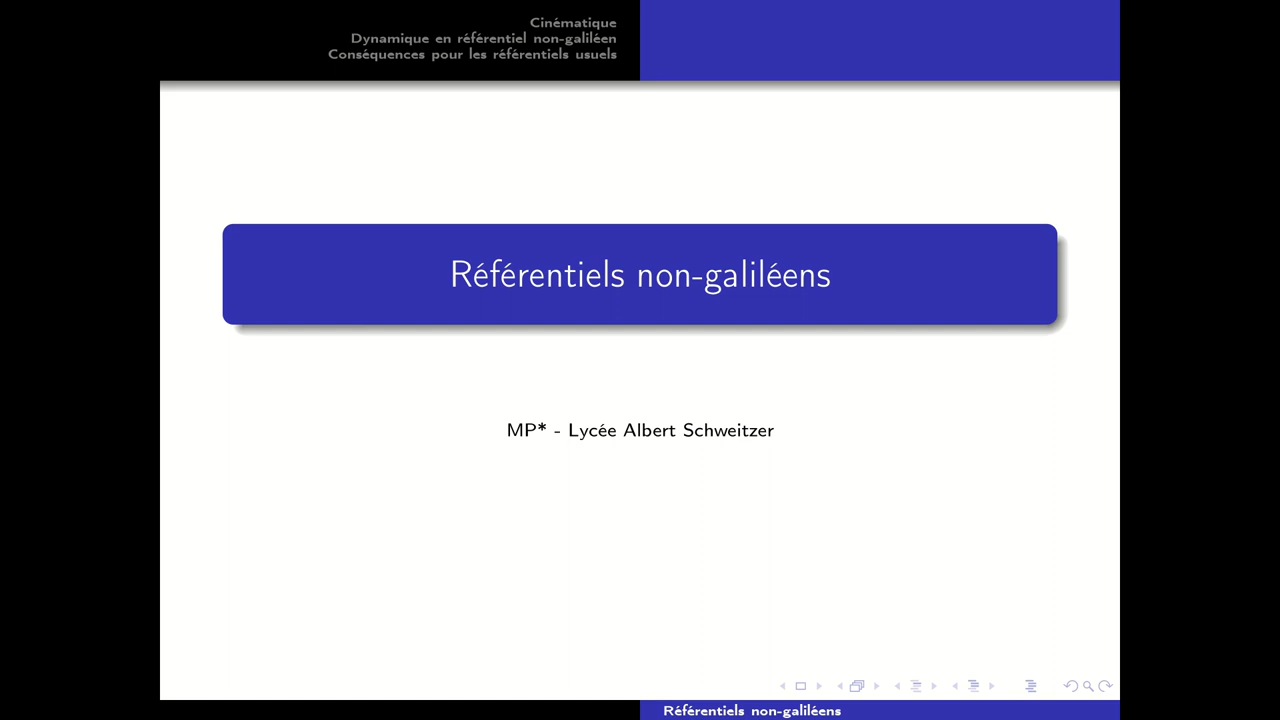 Cinématique
Dynamique en référentiel non-galiléen
Conséquences pour les référentiels usuels
Référentiels non-galiléens
MP* - Lycée Albert Schweitzer
Référentiels non-galiléens